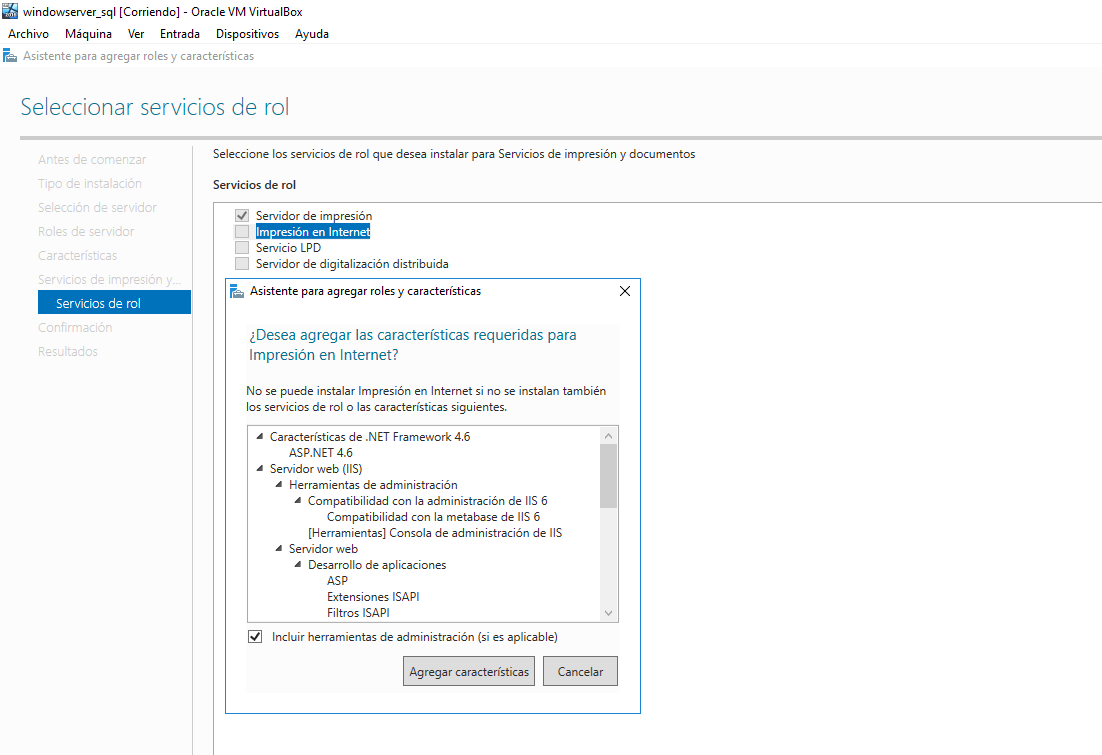 windowserver_sql [Corriendo] - Oracle VM VirtualBox
Archivo Máquina Ver Entrada Dispositivos Ayuda
Asistente para agregar roles y características
Seleccionar servicios de rol
Antes de comenzar
Tipo de instalación
Selección de servidor
Roles de servidor
Características
Servicios de impresión y...
Servicios de rol
Confirmación
Resultados
Seleccione los servicios de rol que desea instalar para Servicios de impresión y documentos
Servicios de rol
Servidor de impresión
Impresión en Internet
Servicio LPD
Servidor de digitalización distribuida
Asistente para agregar roles y características
¿Desea agregar las características requeridas para
Impresión en Internet?
No se puede instalar Impresión en Internet si no se instalan también
los servicios de rol o las características siguientes.
Características de .NET Framework 4.6
ASP.NET 4.6
Servidor web (IIS)
Herramientas de administración
Compatibilidad con la administración de IIS 6
Compatibilidad con la metabase de IIS 6
[Herramientas] Consola de administración de IIS
Servidor web
Desarrollo de aplicaciones
ASP
Extensiones ISAPI
Filtros ISAPI
Incluir herramientas de administración (si es aplicable)
Agregar características Cancelar